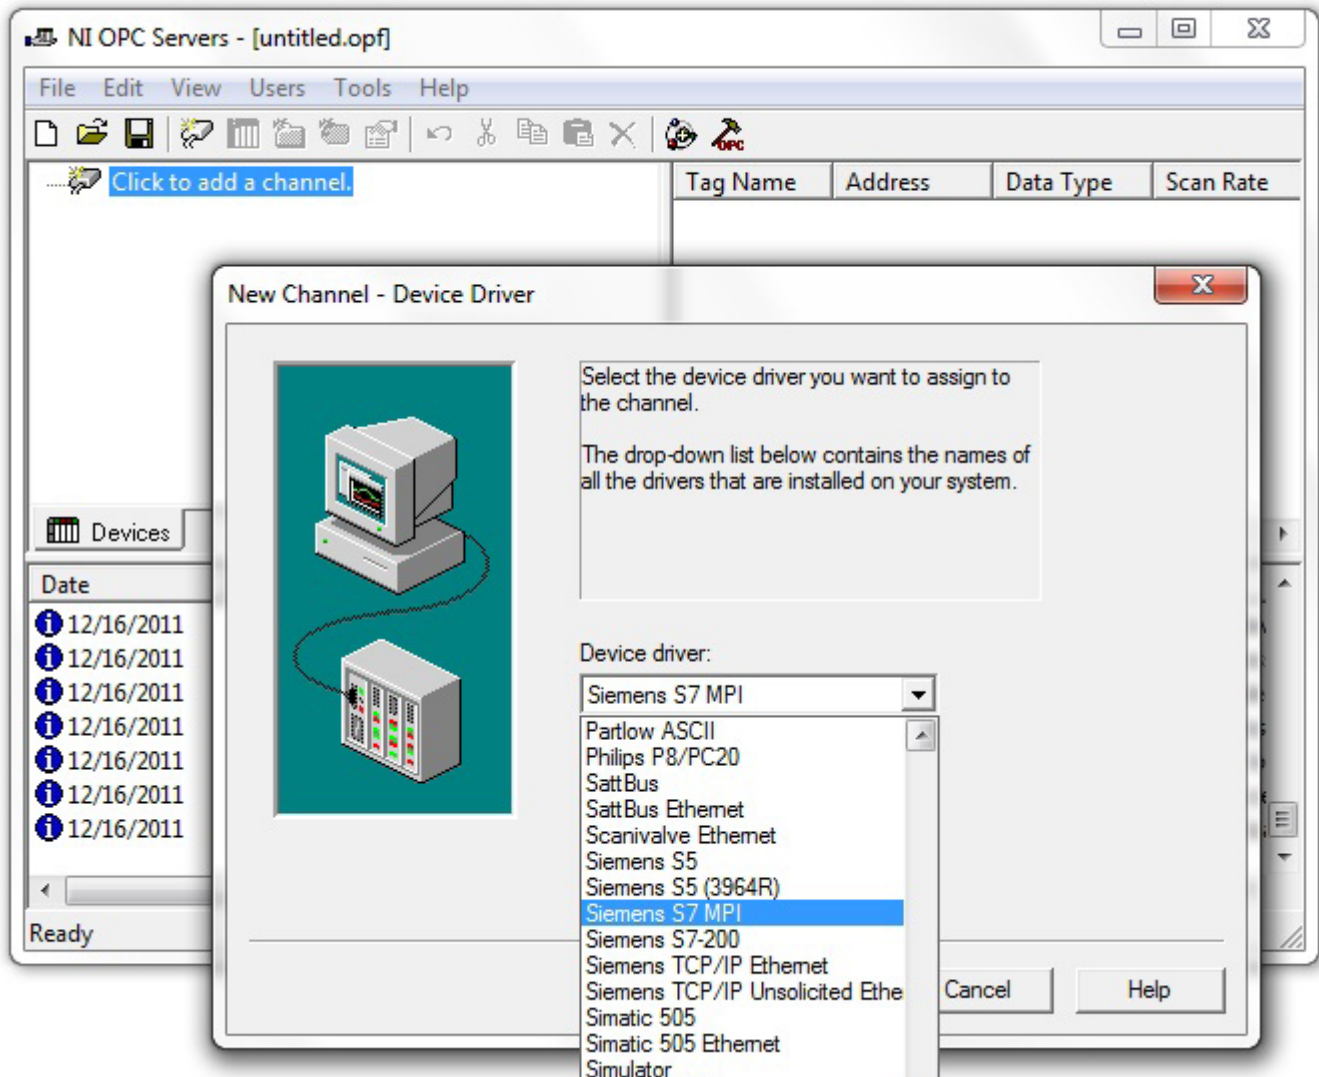 NI OPC Servers - [untitled.opf]
File Edit View Users Tools Help
OPC
Click to add a channel.
Tag Name Address Data Type Scan Rate
New Channel - Device Driver
Select the device driver you want to assign to
the channel.
The drop-down list below contains the names of
all the drivers that are installed on your system.
Devices
Date
12/16/2011
12/16/2011
12/16/2011
12/16/2011
12/16/2011
12/16/2011
12/16/2011
Ready
Device driver:
Siemens S7 MPI
Partlow ASCII
Philips P8/PC20
SattBus
SattBus Ethernet
Scanivalve Ethernet
Siemens S5
Siemens S5 (3964R)
Siemens S7 MPI
Siemens S7-200
Siemens TCP/IP Ethernet
Siemens TCP/IP Unsolicited Ethe
Simatic 505
Simatic 505 Ethernet
Simulator
Cancel Help